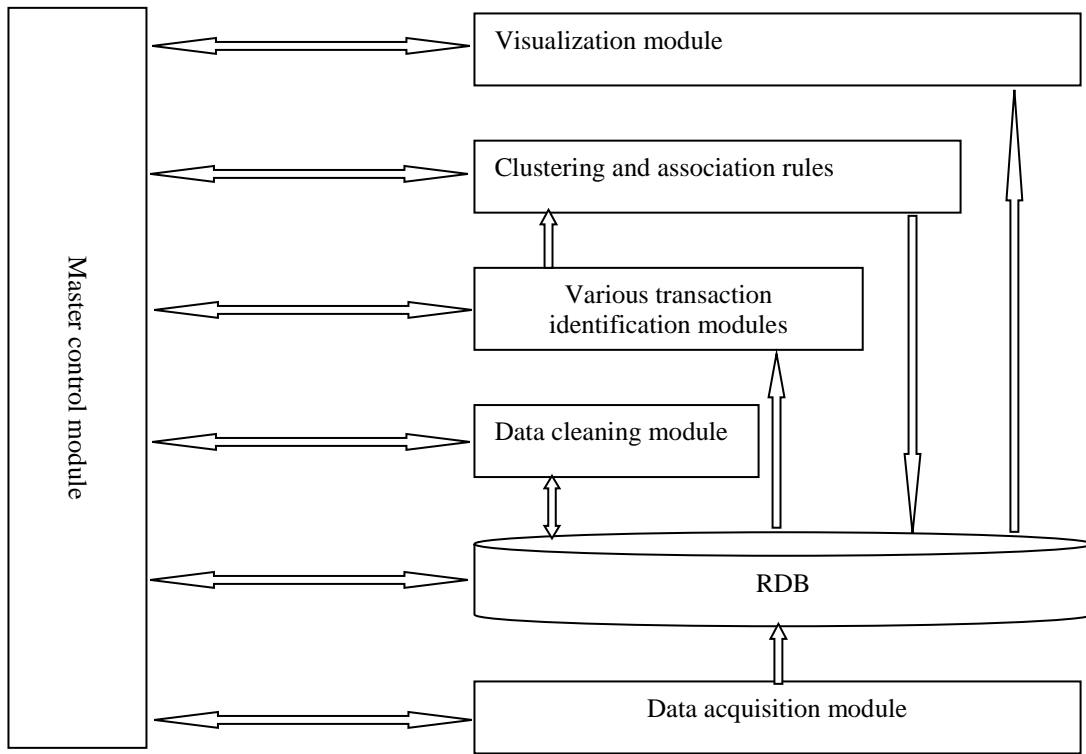 Master control module
Visualization module
Clustering and association rules
Various transaction
identification modules
Data cleaning module
RDB
Data acquisition module